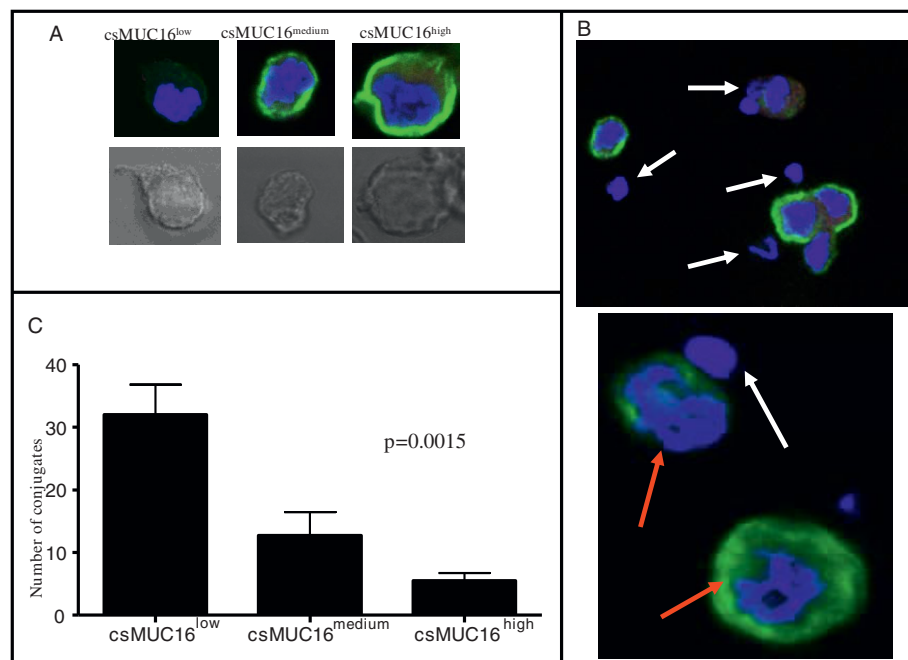 A
csMUC16low csMUC16medium csMUC16high
B
C
Number of conjugates
40
30
20
10
0
p=0.0015
csMUC16low csMUC16medium csMUC16high